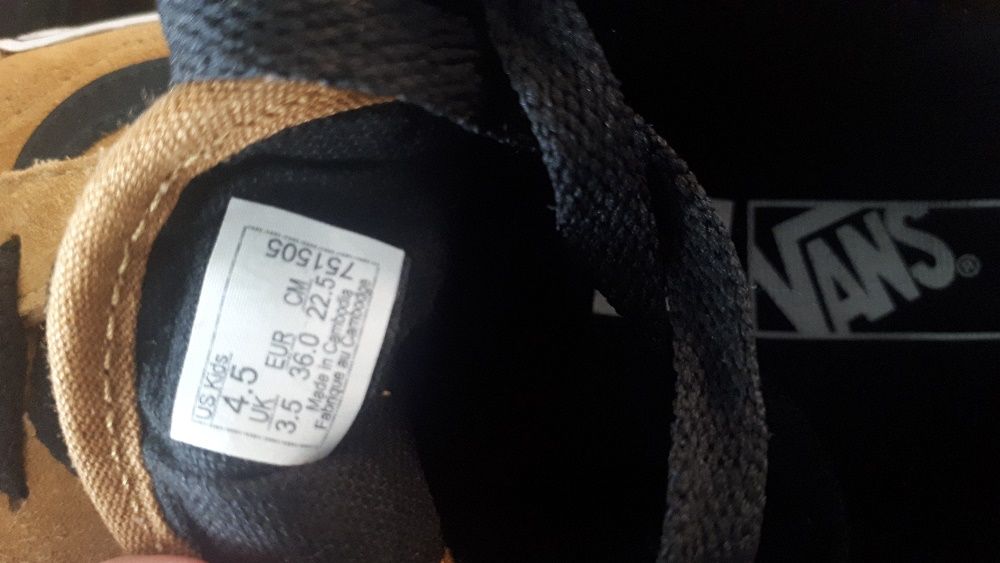 US Kids
4.5
UK EUR CM
3.5 36.0 22.5
Made in Cambodia
Fabriqué au Cambodge
751505
VANS®